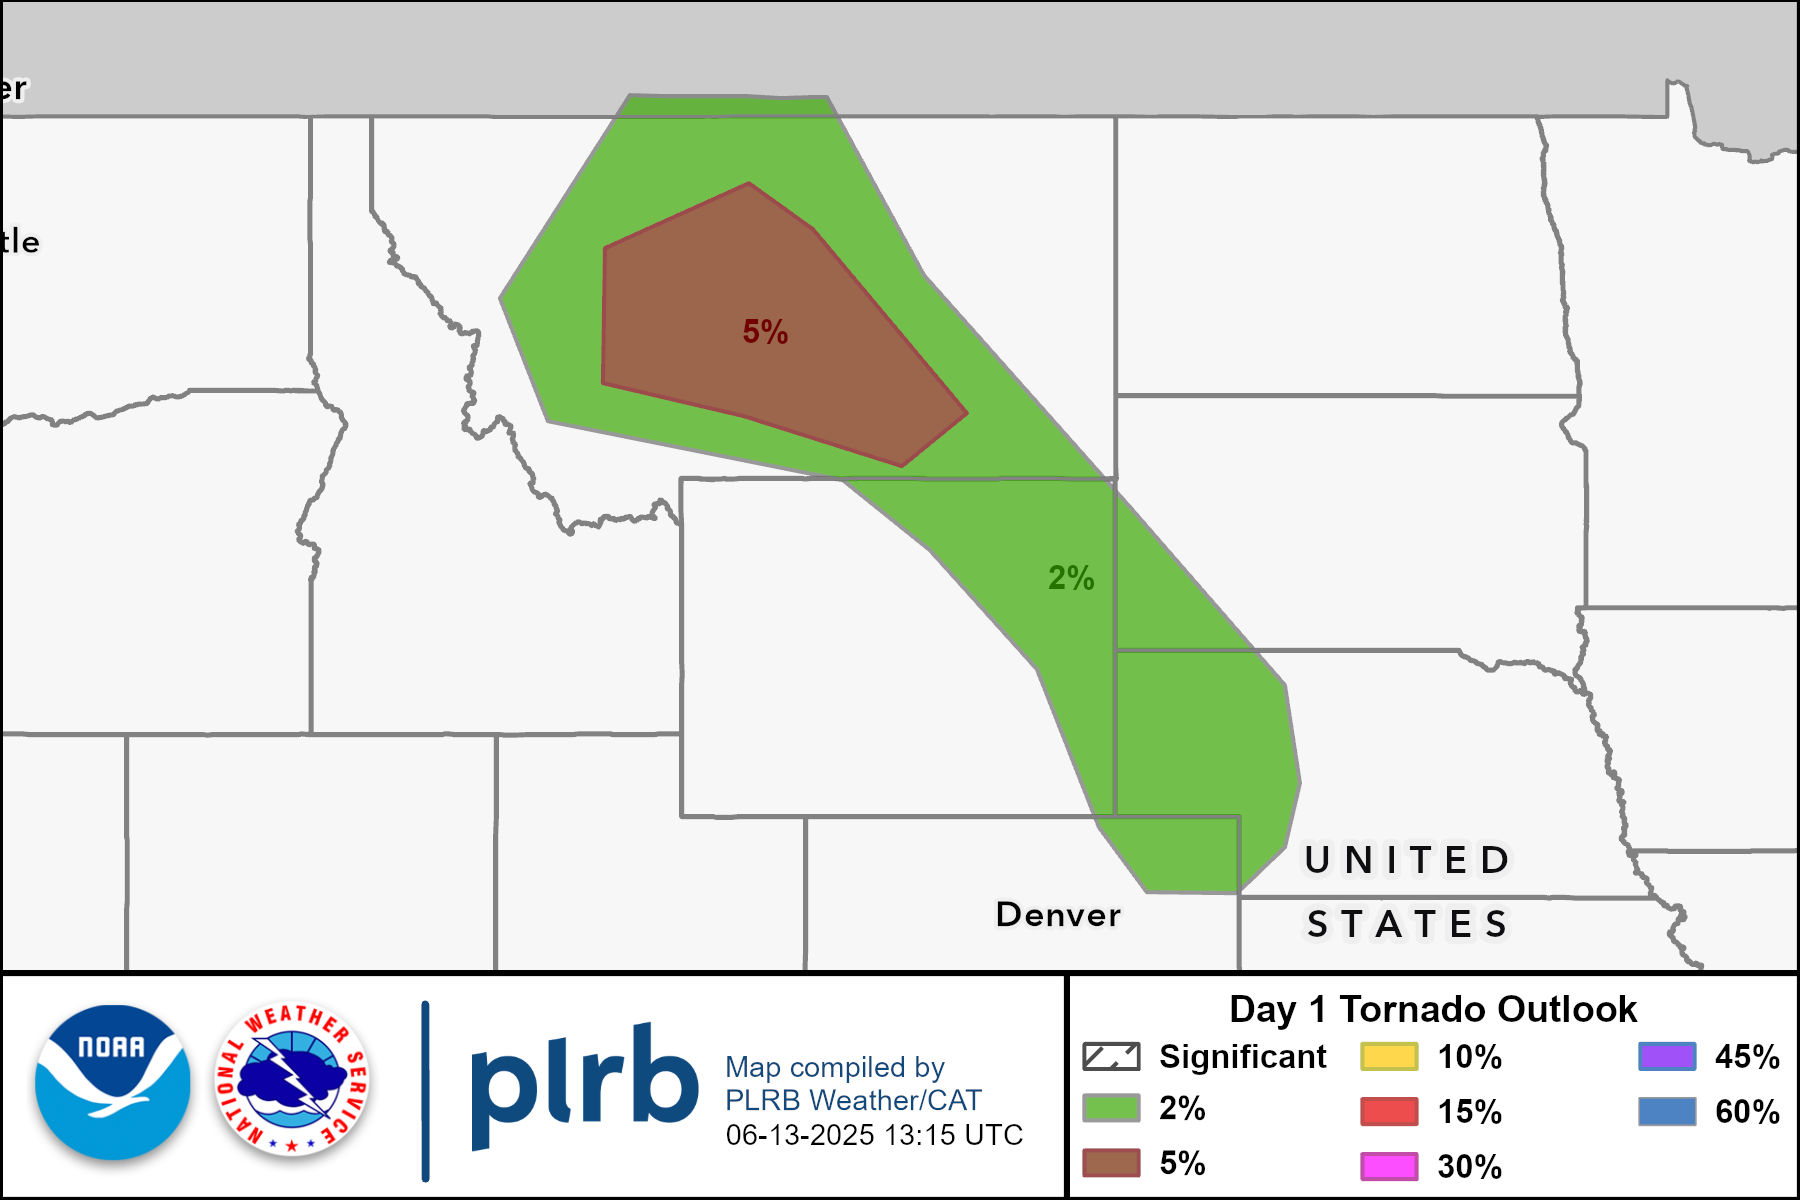 er
tle
5%
2%
UNITED
STATES
Denver
NOAA
NATIONAL WEATHER SERVICE
plrb
Map compiled by
PLRB Weather/CAT
06-13-2025 13:15 UTC
Day 1 Tornado Outlook
Significant
2%
5%
10%
15%
30%
45%
60%